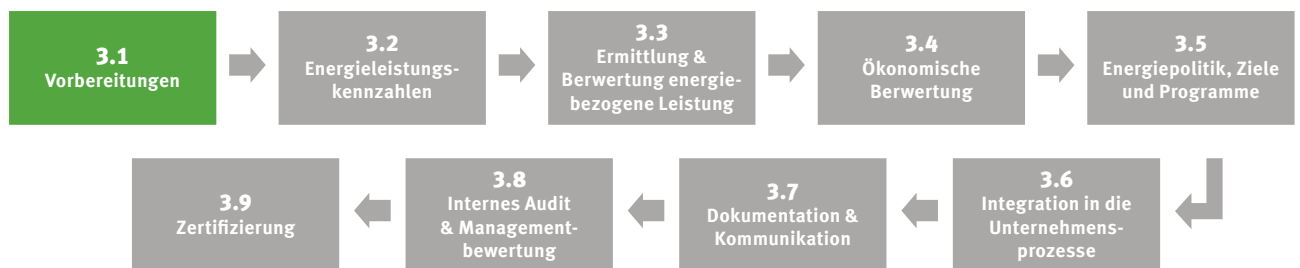 3.1
Vorbereitungen
3.2
Energieleistungs-
kennzahlen
3.3
Ermittlung &
Berwertung energie-
bezogene Leistung
3.4
Ökonomische
Berwertung
3.5
Energiepolitik, Ziele
und Programme
3.6
Integration in die
Unternehmens-
prozesse
3.7
Dokumentation &
Kommunikation
3.8
Internes Audit
& Management-
bewertung
3.9
Zertifizierung